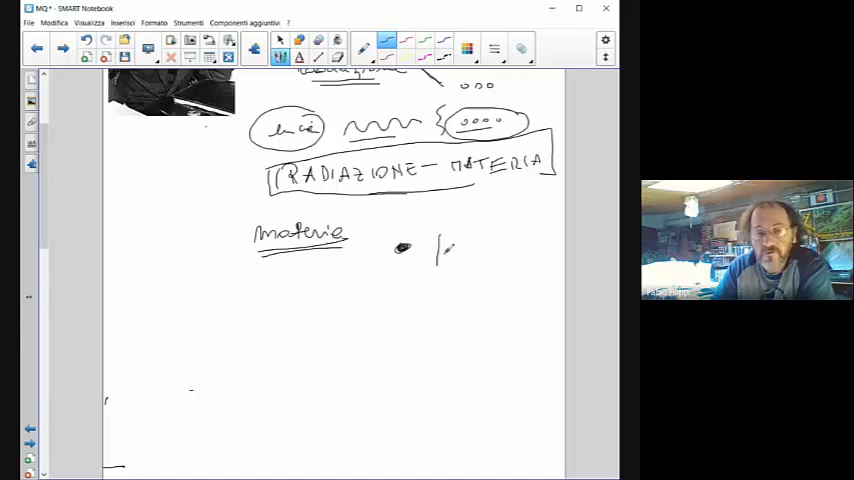 MQ * - SMART Notebook
File Modifica Visualizza Inserisci Formato Strumenti Componenti aggiuntivi ?
luce
RADIAZIONE - MATERIA
materia